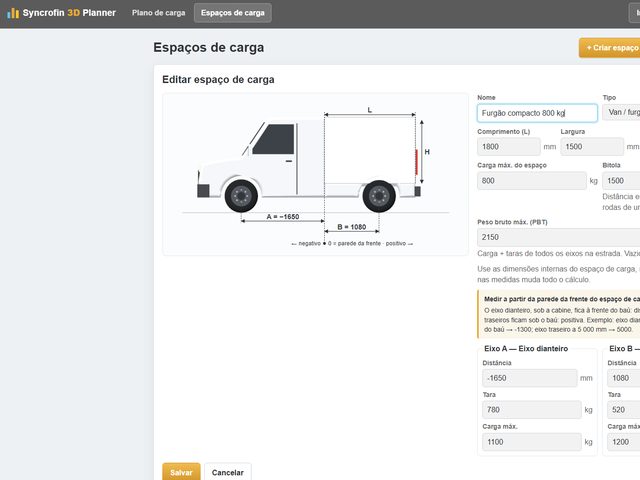 Syncrofin 3D Planner
Plano de carga
Espaços de carga
Espaços de carga
+ Criar espaço
Editar espaço de carga
L
H
A = −1650
B = 1080
← negativo
0 = parede da frente · positivo →
Nome
Tipo
Furgão compacto 800 kg
Van / furg
Comprimento (L)
Largura
1800 mm
1500 mm
Carga máx. do espaço
Bitola
800 kg
1500
Distância e
rodas de u
Peso bruto máx. (PBT)
2150
Carga + taras de todos os eixos na estrada. Vazi
Use as dimensões internas do espaço de carga,
nas medidas muda todo o cálculo.
Medir a partir da parede da frente do espaço de ca
O eixo dianteiro, sob a cabine, fica à frente do baú: di
traseiros ficam sob o baú: positiva. Exemplo: eixo dia
do baú → -1300; eixo traseiro a 5 000 mm → 5000.
Eixo A — Eixo dianteiro
Eixo B —
Distância
Distância
-1650 mm
1080
Tara
Tara
780 kg
520
Carga máx.
Carga máx
1100 kg
1200
Salvar
Cancelar